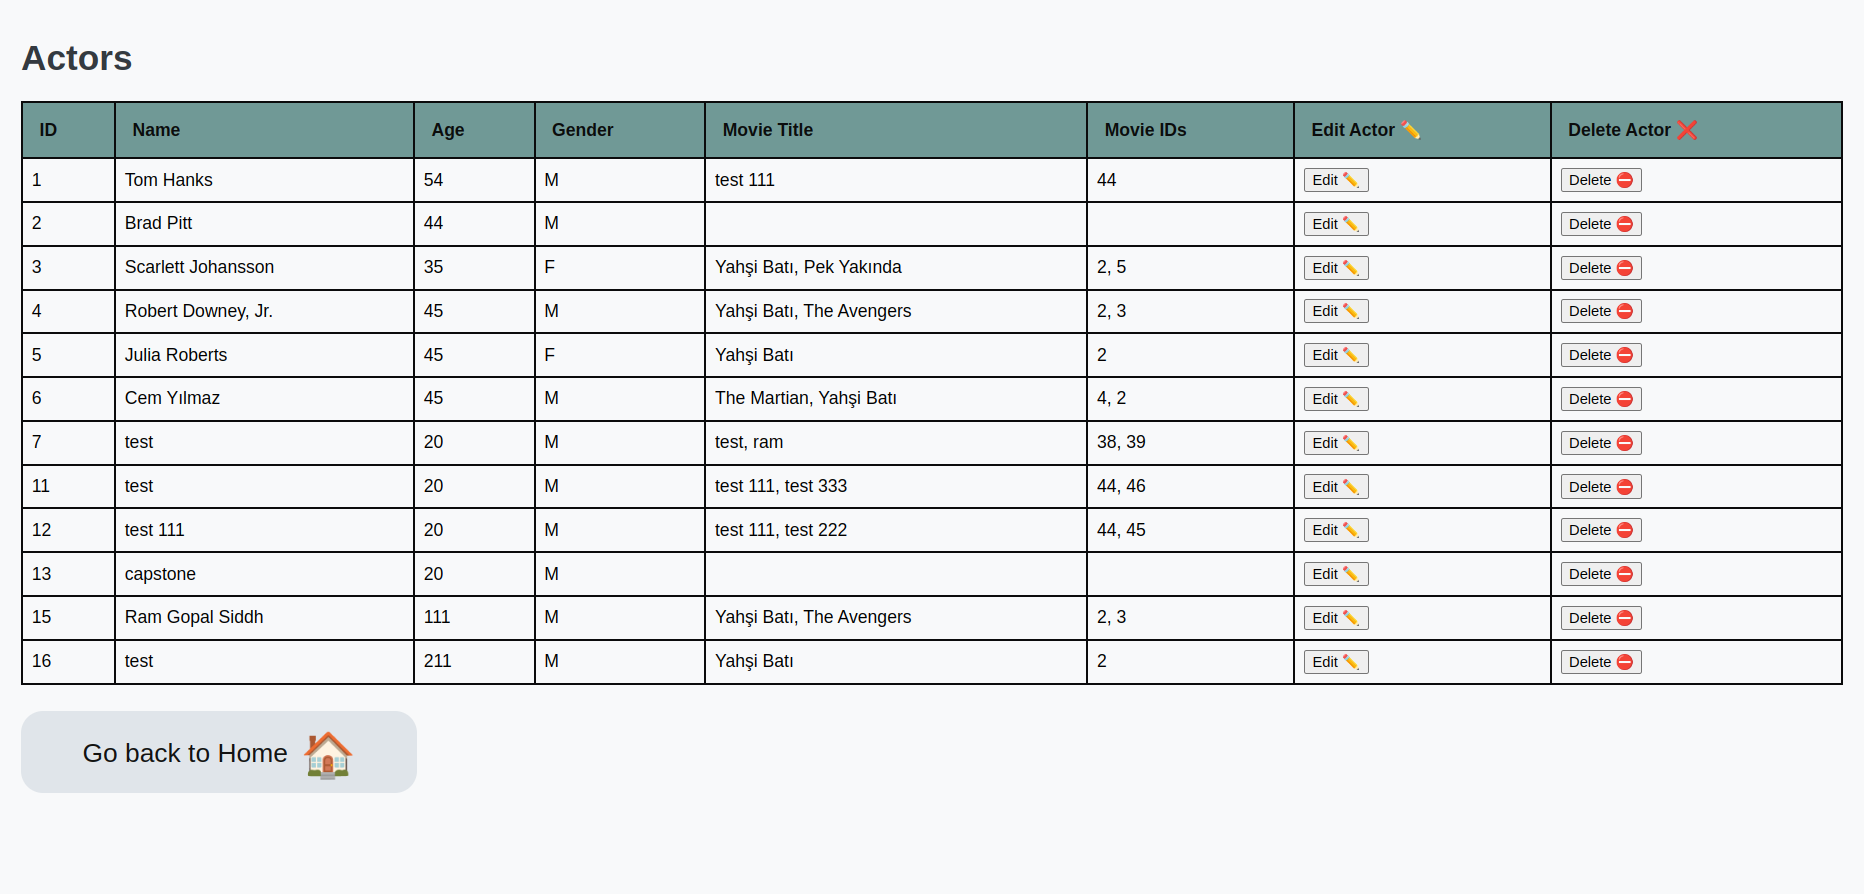 Actors
ID Name Age Gender Movie Title Movie IDs Edit Actor ✏️ Delete Actor ❌
1 Tom Hanks 54 M test 111 44 Edit ✏️ Delete ⛔
2 Brad Pitt 44 M Edit ✏️ Delete ⛔
3 Scarlett Johansson 35 F Yahşi Batı, Pek Yakında 2, 5 Edit ✏️ Delete ⛔
4 Robert Downey, Jr. 45 M Yahşi Batı, The Avengers 2, 3 Edit ✏️ Delete ⛔
5 Julia Roberts 45 F Yahşi Batı 2 Edit ✏️ Delete ⛔
6 Cem Yılmaz 45 M The Martian, Yahşi Batı 4, 2 Edit ✏️ Delete ⛔
7 test 20 M test, ram 38, 39 Edit ✏️ Delete ⛔
11 test 20 M test 111, test 333 44, 46 Edit ✏️ Delete ⛔
12 test 111 20 M test 111, test 222 44, 45 Edit ✏️ Delete ⛔
13 capstone 20 M Edit ✏️ Delete ⛔
15 Ram Gopal Siddh 111 M Yahşi Batı, The Avengers 2, 3 Edit ✏️ Delete ⛔
16 test 211 M Yahşi Batı 2 Edit ✏️ Delete ⛔
Go back to Home 🏠